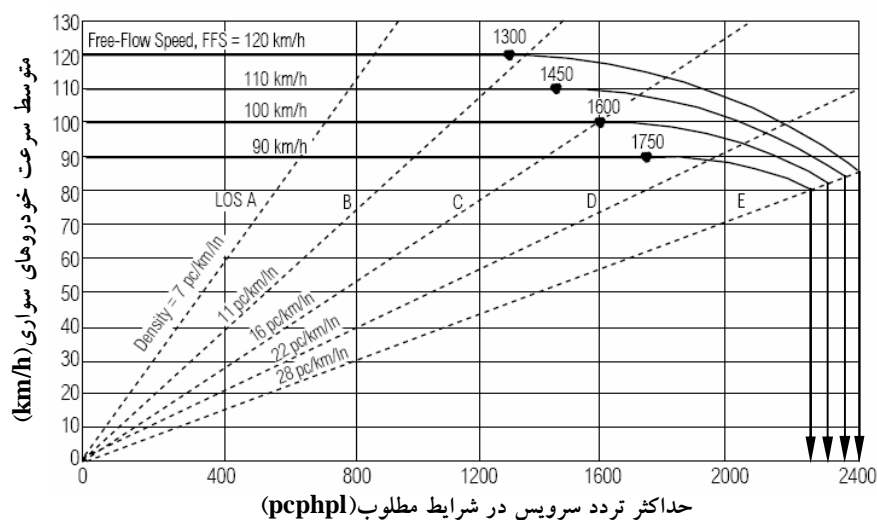 130
120
110
100
90
80
70
60
50
40
30
20
10
0
متوسط سرعت خودروهای سواری(km/h)
Free-Flow Speed, FFS = 120 km/h
110 km/h
100 km/h
90 km/h
1300
1450
1600
1750
LOS A
B
C
D
E
Density = 7 pc/km/ln
11 pc/km/ln
16 pc/km/ln
22 pc/km/ln
28 pc/km/ln
0 400 800 1200 1600 2000 2400
حداکثر تردد سرویس در شرایط مطلوب(pcphpl)